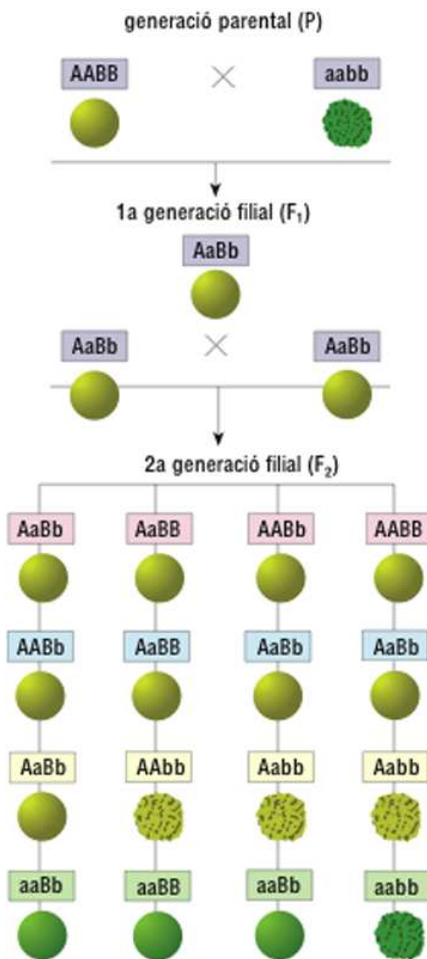 generació parental (P)
AABB aabb
1a generació filial (F₁)
AaBb
AaBb AaBb
2a generació filial (F₂)
AaBb AaBB AABb AABB
AABb AaBB AaBb AaBb
AaBb AAbb Aabb Aabb
aaBb aaBB aaBb aabb